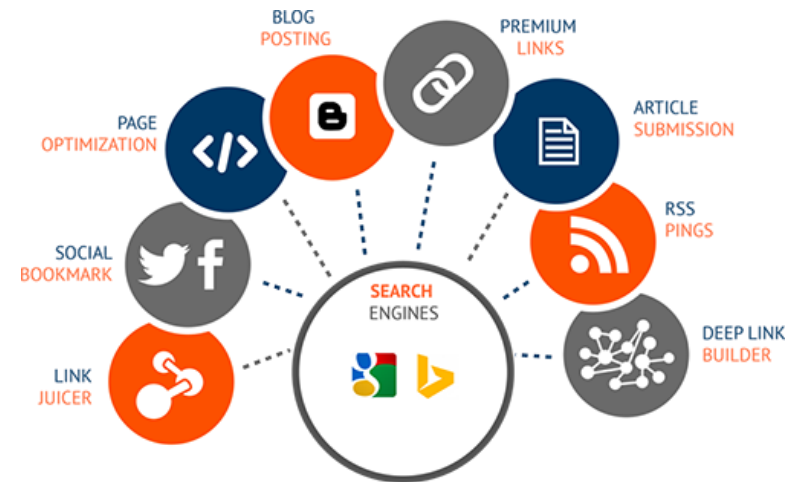 BLOG
POSTING
PREMIUM
LINKS
PAGE
OPTIMIZATION
ARTICLE
SUBMISSION
SOCIAL
BOOKMARK
RSS
PINGS
SEARCH
ENGINES
LINK
JUICER
DEEP LINK
BUILDER